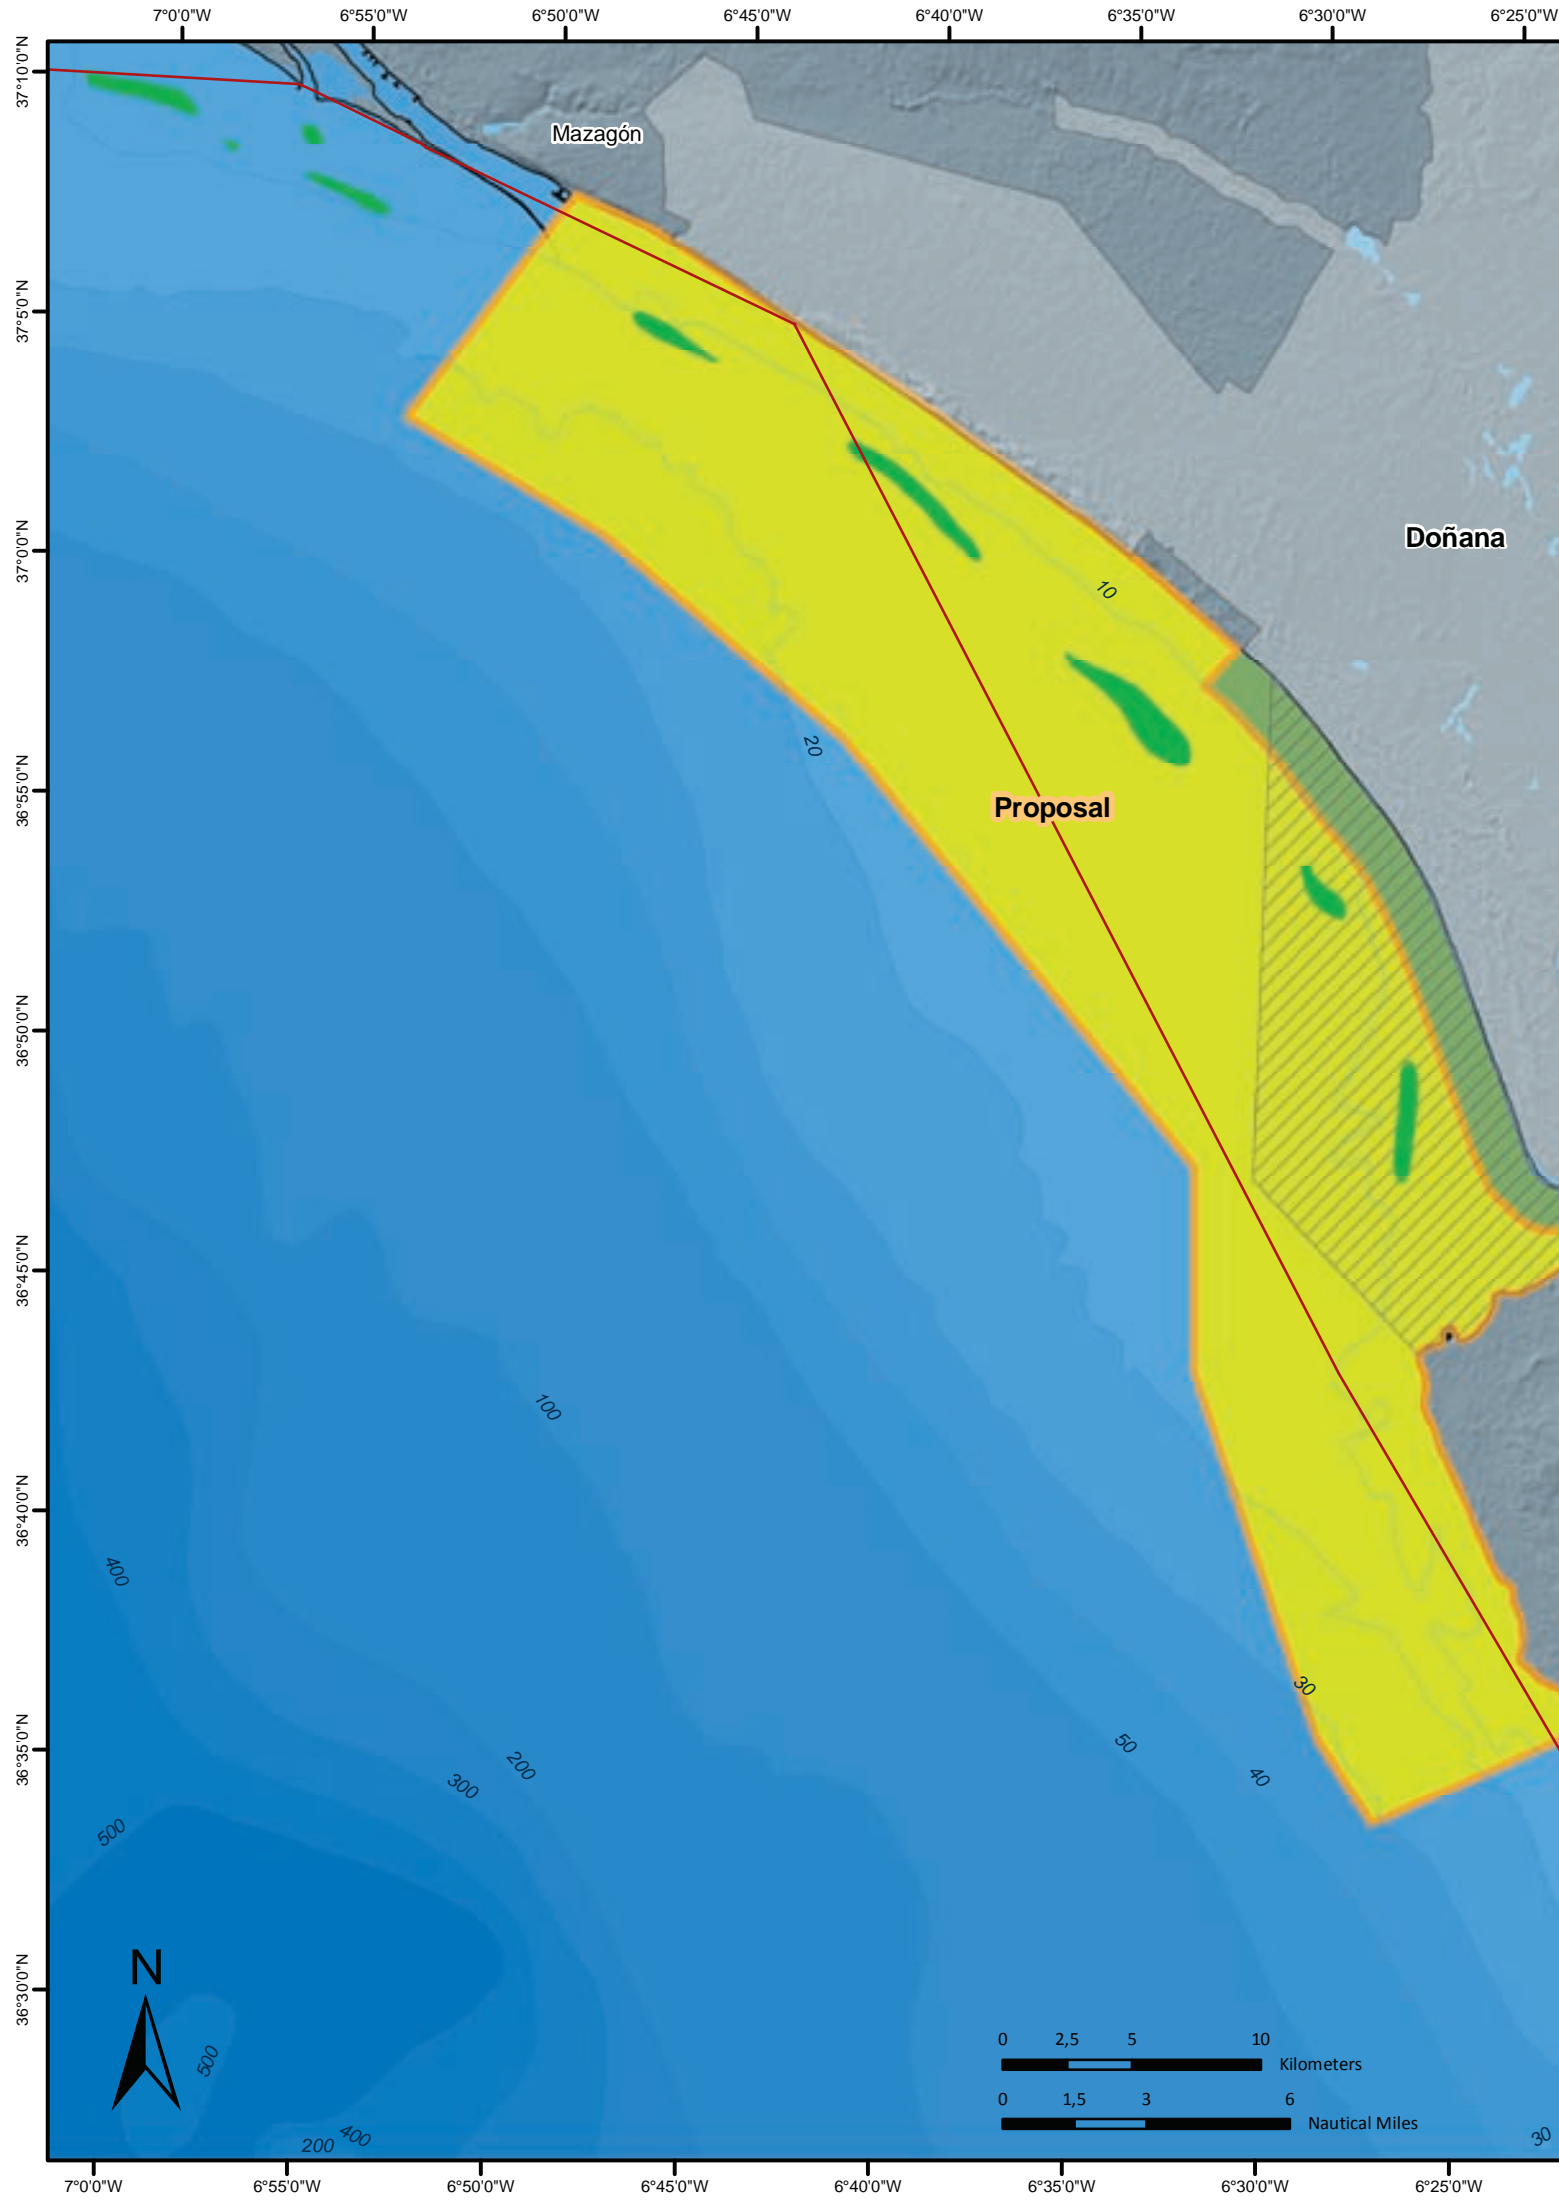 7°0'0"W 6°55'0"W 6°50'0"W 6°45'0"W 6°40'0"W 6°35'0"W 6°30'0"W 6°25'0"W
37°10'0"N
Mazagón
37°5'0"N
37°0'0"N
Doñana
10
20
36°55'0"N
Proposal
36°50'0"N
36°45'0"N
100
36°40'0"N
400
30
36°35'0"N
50
200
40
300
500
N
36°30'0"N
500
0 2,5 5 10
Kilometers
0 1,5 3 6
Nautical Miles
400
30
200
7°0'0"W 6°55'0"W 6°50'0"W 6°45'0"W 6°40'0"W 6°35'0"W 6°30'0"W 6°25'0"W